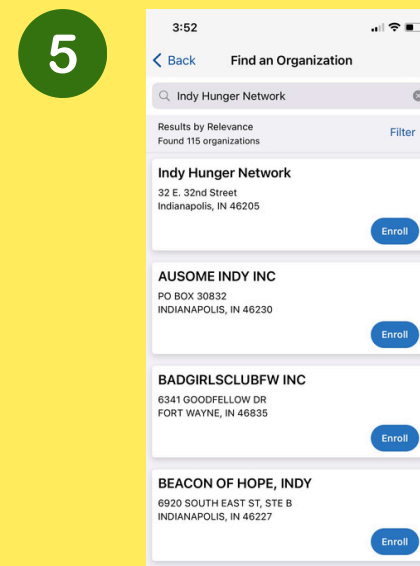 5
3:52
Back Find an Organization
Indy Hunger Network
Results by Relevance
Found 115 organizations
Filter
Indy Hunger Network
32 E. 32nd Street
Indianapolis, IN 46205
Enroll
AUSOME INDY INC
PO BOX 30832
INDIANAPOLIS, IN 46230
Enroll
BADGIRLSCLUBFW INC
6341 GOODFELLOW DR
FORT WAYNE, IN 46835
Enroll
BEACON OF HOPE, INDY
6920 SOUTH EAST ST, STE B
INDIANAPOLIS, IN 46227
Enroll